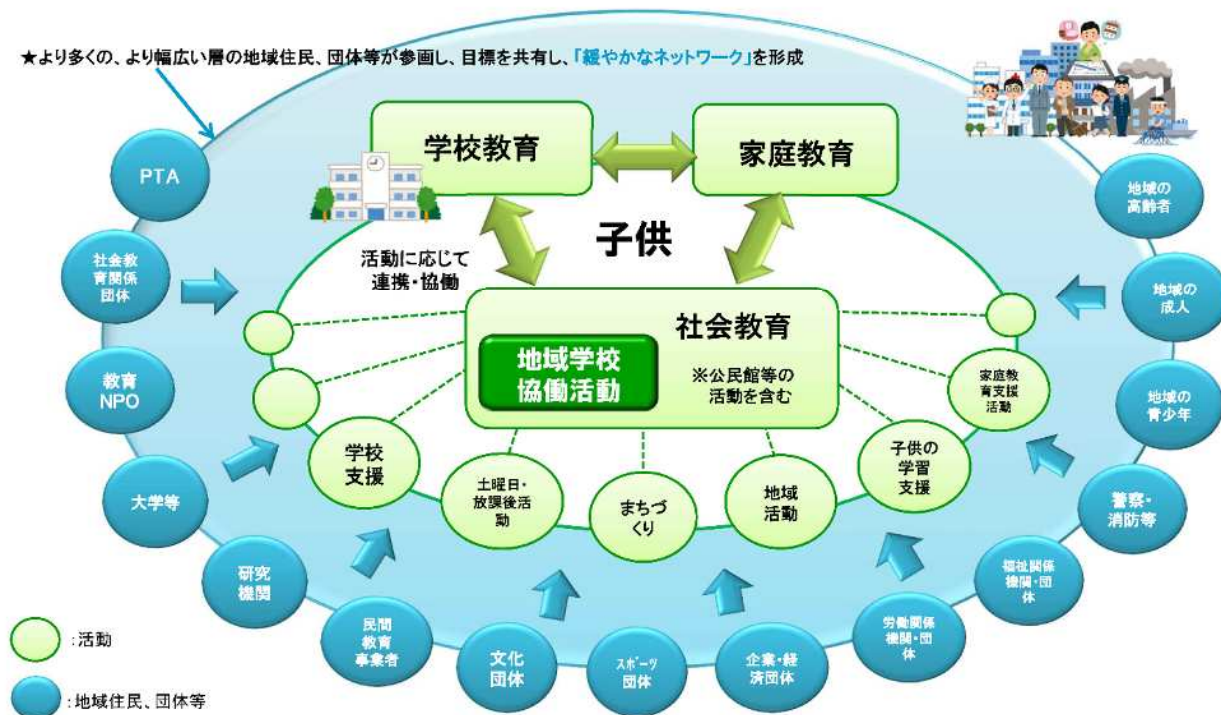 ★より多くの、より幅広い層の地域住民、団体等が参画し、目標を共有し、「緩やかなネットワーク」を形成
学校教育
家庭教育
PTA
地域の
高齢者
子供
社会教
育関係
団体
活動に応じて
連携・協働
地域の
成人
社会教育
地域学校
協働活動
※公民館等の
活動を含む
教育
NPO
家庭教
育支援
活動
地域の
青少年
学校
支援
子供の
学習
支援
大学等
土曜日・
放課後活
動
まちづ
くり
地域
活動
警察・
消防等
研究
機関
福祉関係
機関・団
体
民間
教育
事業者
労働関係
機関・団
体
文化
団体
スポーツ
団体
企業・経
済団体
:活動
:地域住民、団体等